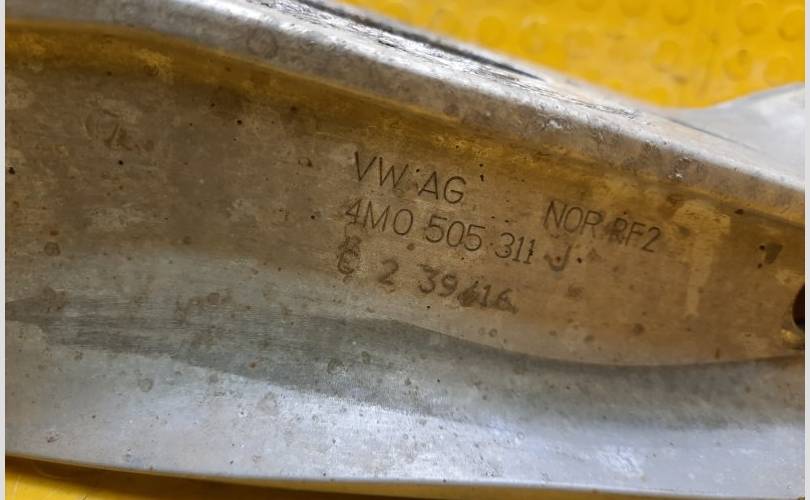 VW AG
NOR RF2
4M0 505 311 J
C 2 39/16